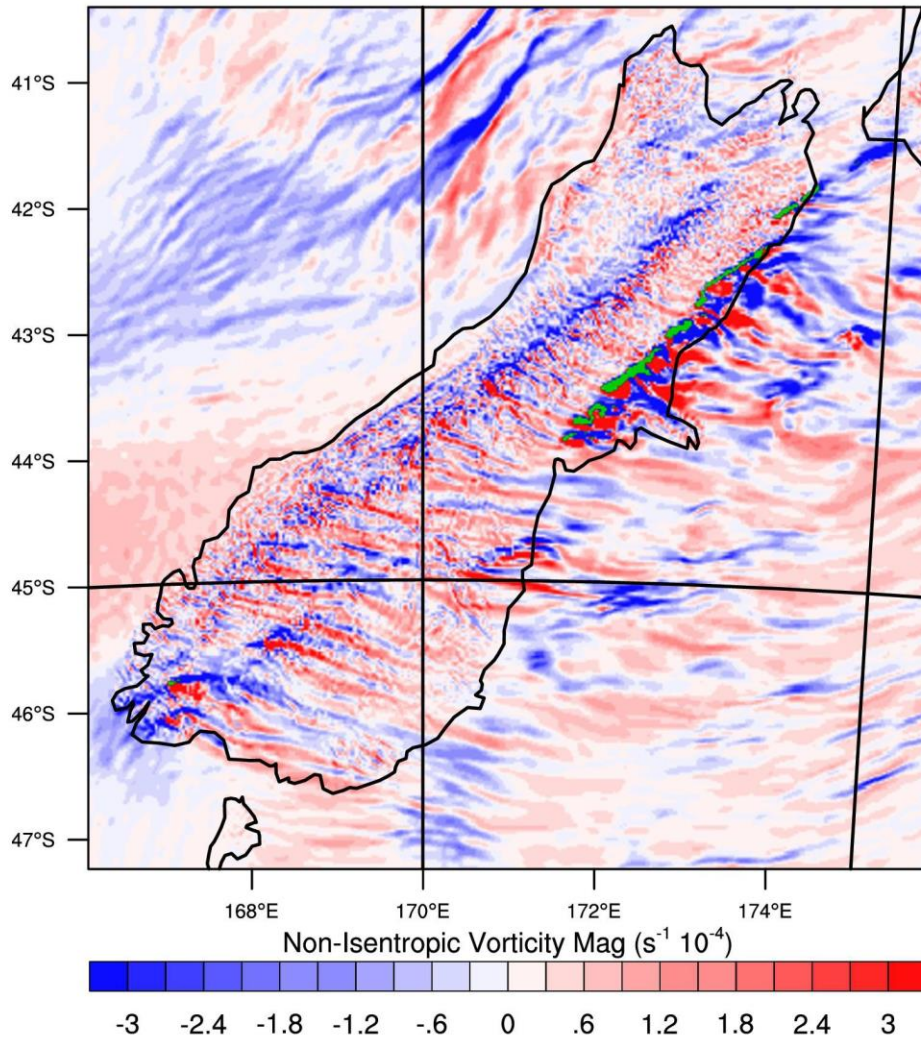 41°S
42°S
43°S
44°S
45°S
46°S
47°S
168°E 170°E 172°E 174°E
Non-Isentropic Vorticity Mag (s⁻¹ 10⁻⁴)
-3 -2.4 -1.8 -1.2 -.6 0 .6 1.2 1.8 2.4 3